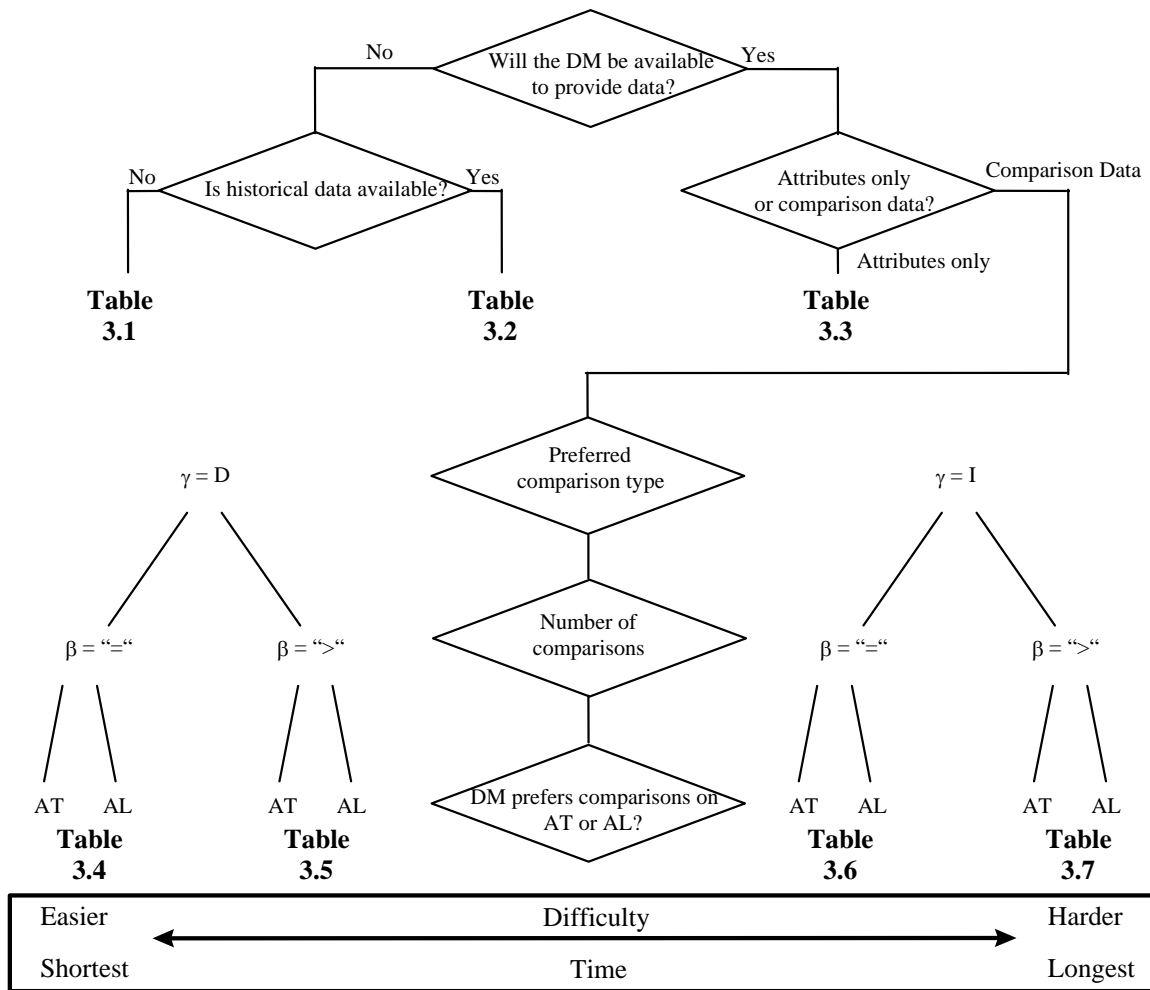 No
Will the DM be available
to provide data?
Yes
No
Is historical data available?
Yes
Attributes only
or comparison data?
Comparison Data
Attributes only
Table
3.1
Table
3.2
Table
3.3
Preferred
comparison type
γ = D
γ = I
Number of
comparisons
β = “=“
β = “>“
β = “=“
β = “>“
DM prefers comparisons on
AT or AL?
AT AL
AT AL
AT AL
AT AL
Table
3.4
Table
3.5
Table
3.6
Table
3.7
Easier Difficulty Harder
Shortest Time Longest